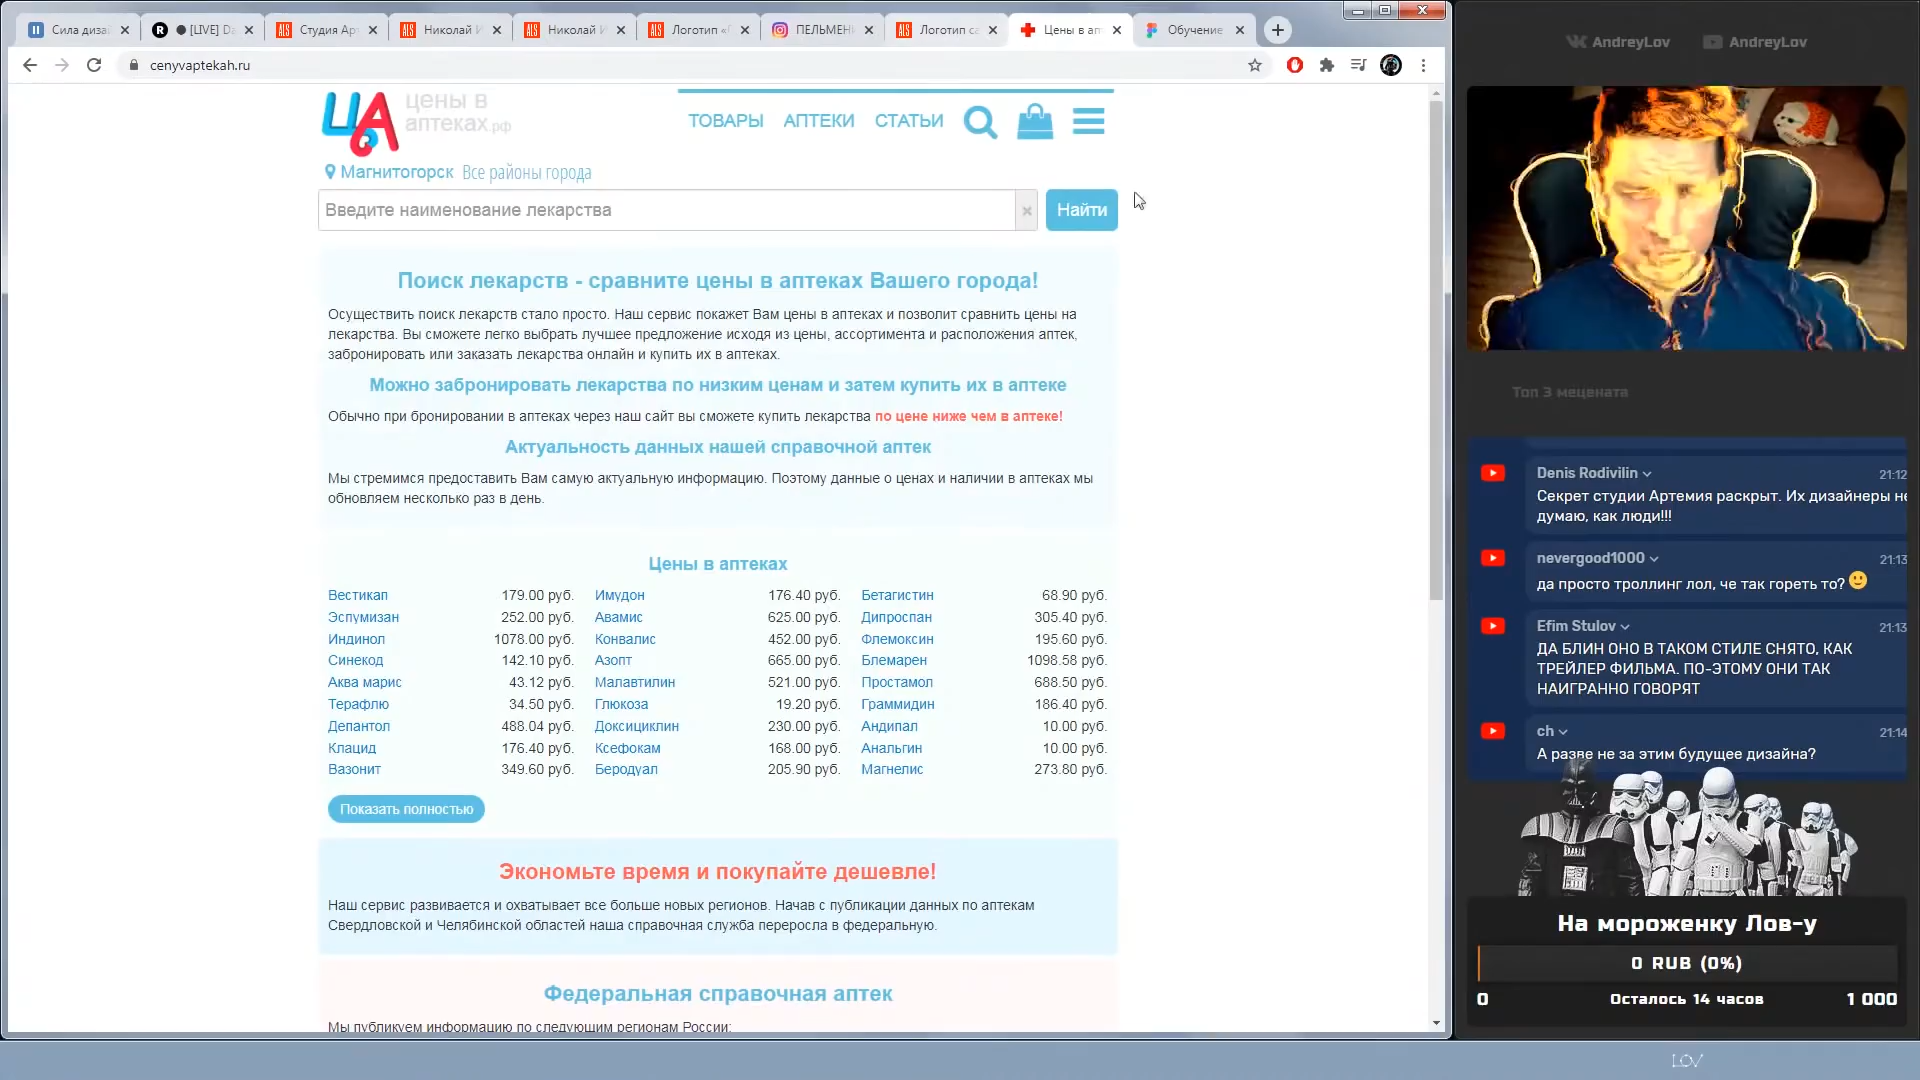 Сила диза
[LIVE] Da
Студия Ар
Николай И
Николай И
Логотип «Г
ПЕЛЬМЕН
Логотип са
Цены в ап
Обучение
cenyvaptekah.ru
цены в
аптеках.рф
ТОВАРЫ АПТЕКИ СТАТЬИ
Магнитогорск Все районы города
Введите наименование лекарства
Найти
Поиск лекарств - сравните цены в аптеках Вашего города!
Осуществить поиск лекарств стало просто. Наш сервис покажет Вам цены в аптеках и позволит сравнить цены на
лекарства. Вы сможете легко выбрать лучшее предложение исходя из цены, ассортимента и расположения аптек,
забронировать или заказать лекарства онлайн и купить их в аптеках.
Можно забронировать лекарства по низким ценам и затем купить их в аптеке
Обычно при бронировании в аптеках через наш сайт вы сможете купить лекарства по цене ниже чем в аптеке!
Актуальность данных нашей справочной аптек
Мы стремимся предоставить Вам самую актуальную информацию. Поэтому данные о ценах и наличии в аптеках мы
обновляем несколько раз в день.
Цены в аптеках
Вестикап 179.00 руб. Имудон 176.40 руб. Бетагистин 68.90 руб.
Эспумизан 252.00 руб. Авамис 625.00 руб. Дипроспан 305.40 руб.
Индинол 1078.00 руб. Конвалис 452.00 руб. Флемоксин 195.60 руб.
Синекод 142.10 руб. Азопт 665.00 руб. Блемарен 1098.58 руб.
Аква марис 43.12 руб. Малавтилин 521.00 руб. Простамол 688.50 руб.
Терафлю 34.50 руб. Глюкоза 19.20 руб. Граммидин 186.40 руб.
Депантол 488.04 руб. Доксициклин 230.00 руб. Андипал 10.00 руб.
Клацид 176.40 руб. Ксефокам 168.00 руб. Анальгин 10.00 руб.
Вазонит 349.60 руб. Беродуал 205.90 руб. Магнелис 273.80 руб.
Показать полностью
Экономьте время и покупайте дешевле!
Наш сервис развивается и охватывает все больше новых регионов. Начав с публикации данных по аптекам
Свердловской и Челябинской областей наша справочная служба переросла в федеральную.
Федеральная справочная аптек
Мы публикуем информацию по следующим регионам России:
AndreyLov AndreyLov
Топ 3 мецената
Denis Rodivilin 21:12
Секрет студии Артемия раскрыт. Их дизайнеры не
думаю, как люди!!!
nevergood1000 21:13
да просто троллинг лол, че так гореть то?🙂
Efim Stulov 21:13
ДА БЛИН ОНО В ТАКОМ СТИЛЕ СНЯТО, КАК
ТРЕЙЛЕР ФИЛЬМА. ПО-ЭТОМУ ОНИ ТАК
НАИГРАННО ГОВОРЯТ
ch 21:14
А разве не за этим будущее дизайна?
На мороженку Лов-у
0 RUB (0%)
0 Осталось 14 часов 1 000
LOV